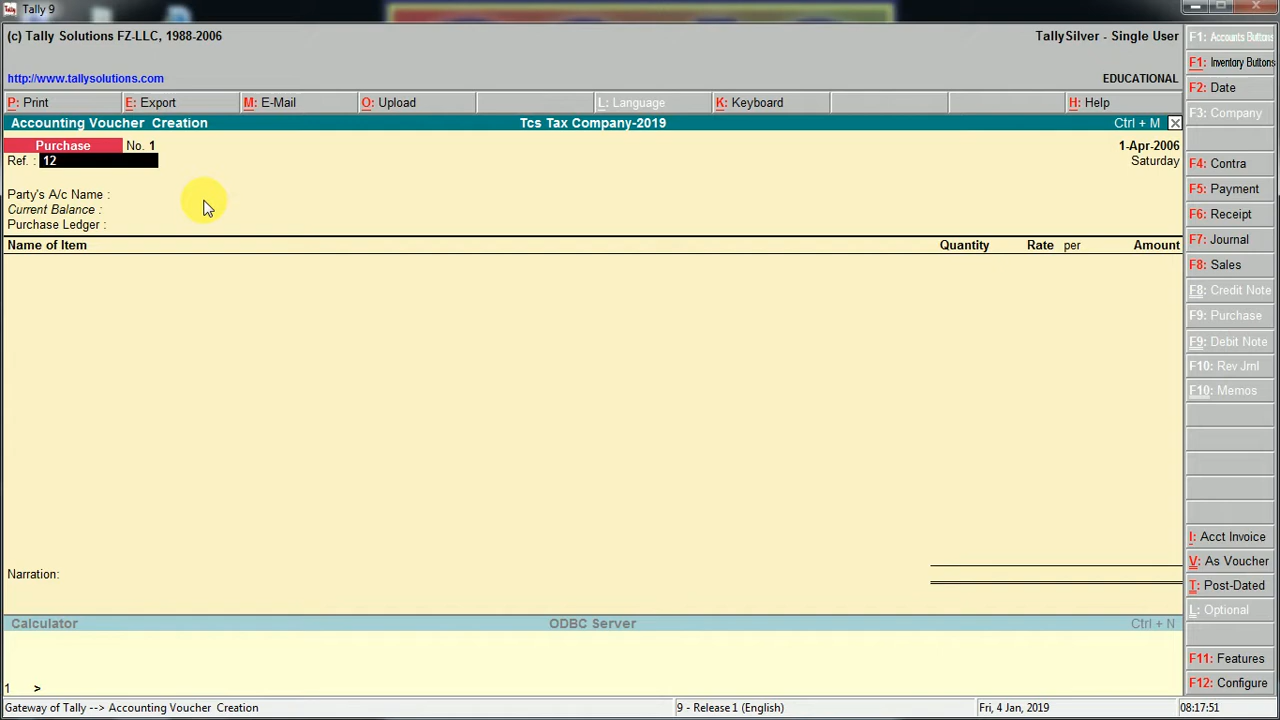 Tally 9
(c) Tally Solutions FZ-LLC, 1988-2006
TallySilver - Single User
http://www.tallysolutions.com
EDUCATIONAL
P: Print
E: Export
M: E-Mail
O: Upload
L: Language
K: Keyboard
H: Help
Accounting Voucher Creation
Tcs Tax Company-2019
Ctrl + M
Purchase
No. 1
1-Apr-2006
Ref. : 12
Saturday
Party's A/c Name :
Current Balance :
Purchase Ledger :
Name of Item
Quantity
Rate
per
Amount
Narration:
Calculator
ODBC Server
Ctrl + N
1 >
Gateway of Tally --> Accounting Voucher Creation
9 - Release 1 (English)
Fri, 4 Jan, 2019
08:17:51
F1: Accounts Buttons
F1: Inventory Buttons
F2: Date
F3: Company
F4: Contra
F5: Payment
F6: Receipt
F7: Journal
F8: Sales
F8: Credit Note
F9: Purchase
F9: Debit Note
F10: Rev Jrnl
F10: Memos
I: Acct Invoice
V: As Voucher
T: Post-Dated
L: Optional
F11: Features
F12: Configure